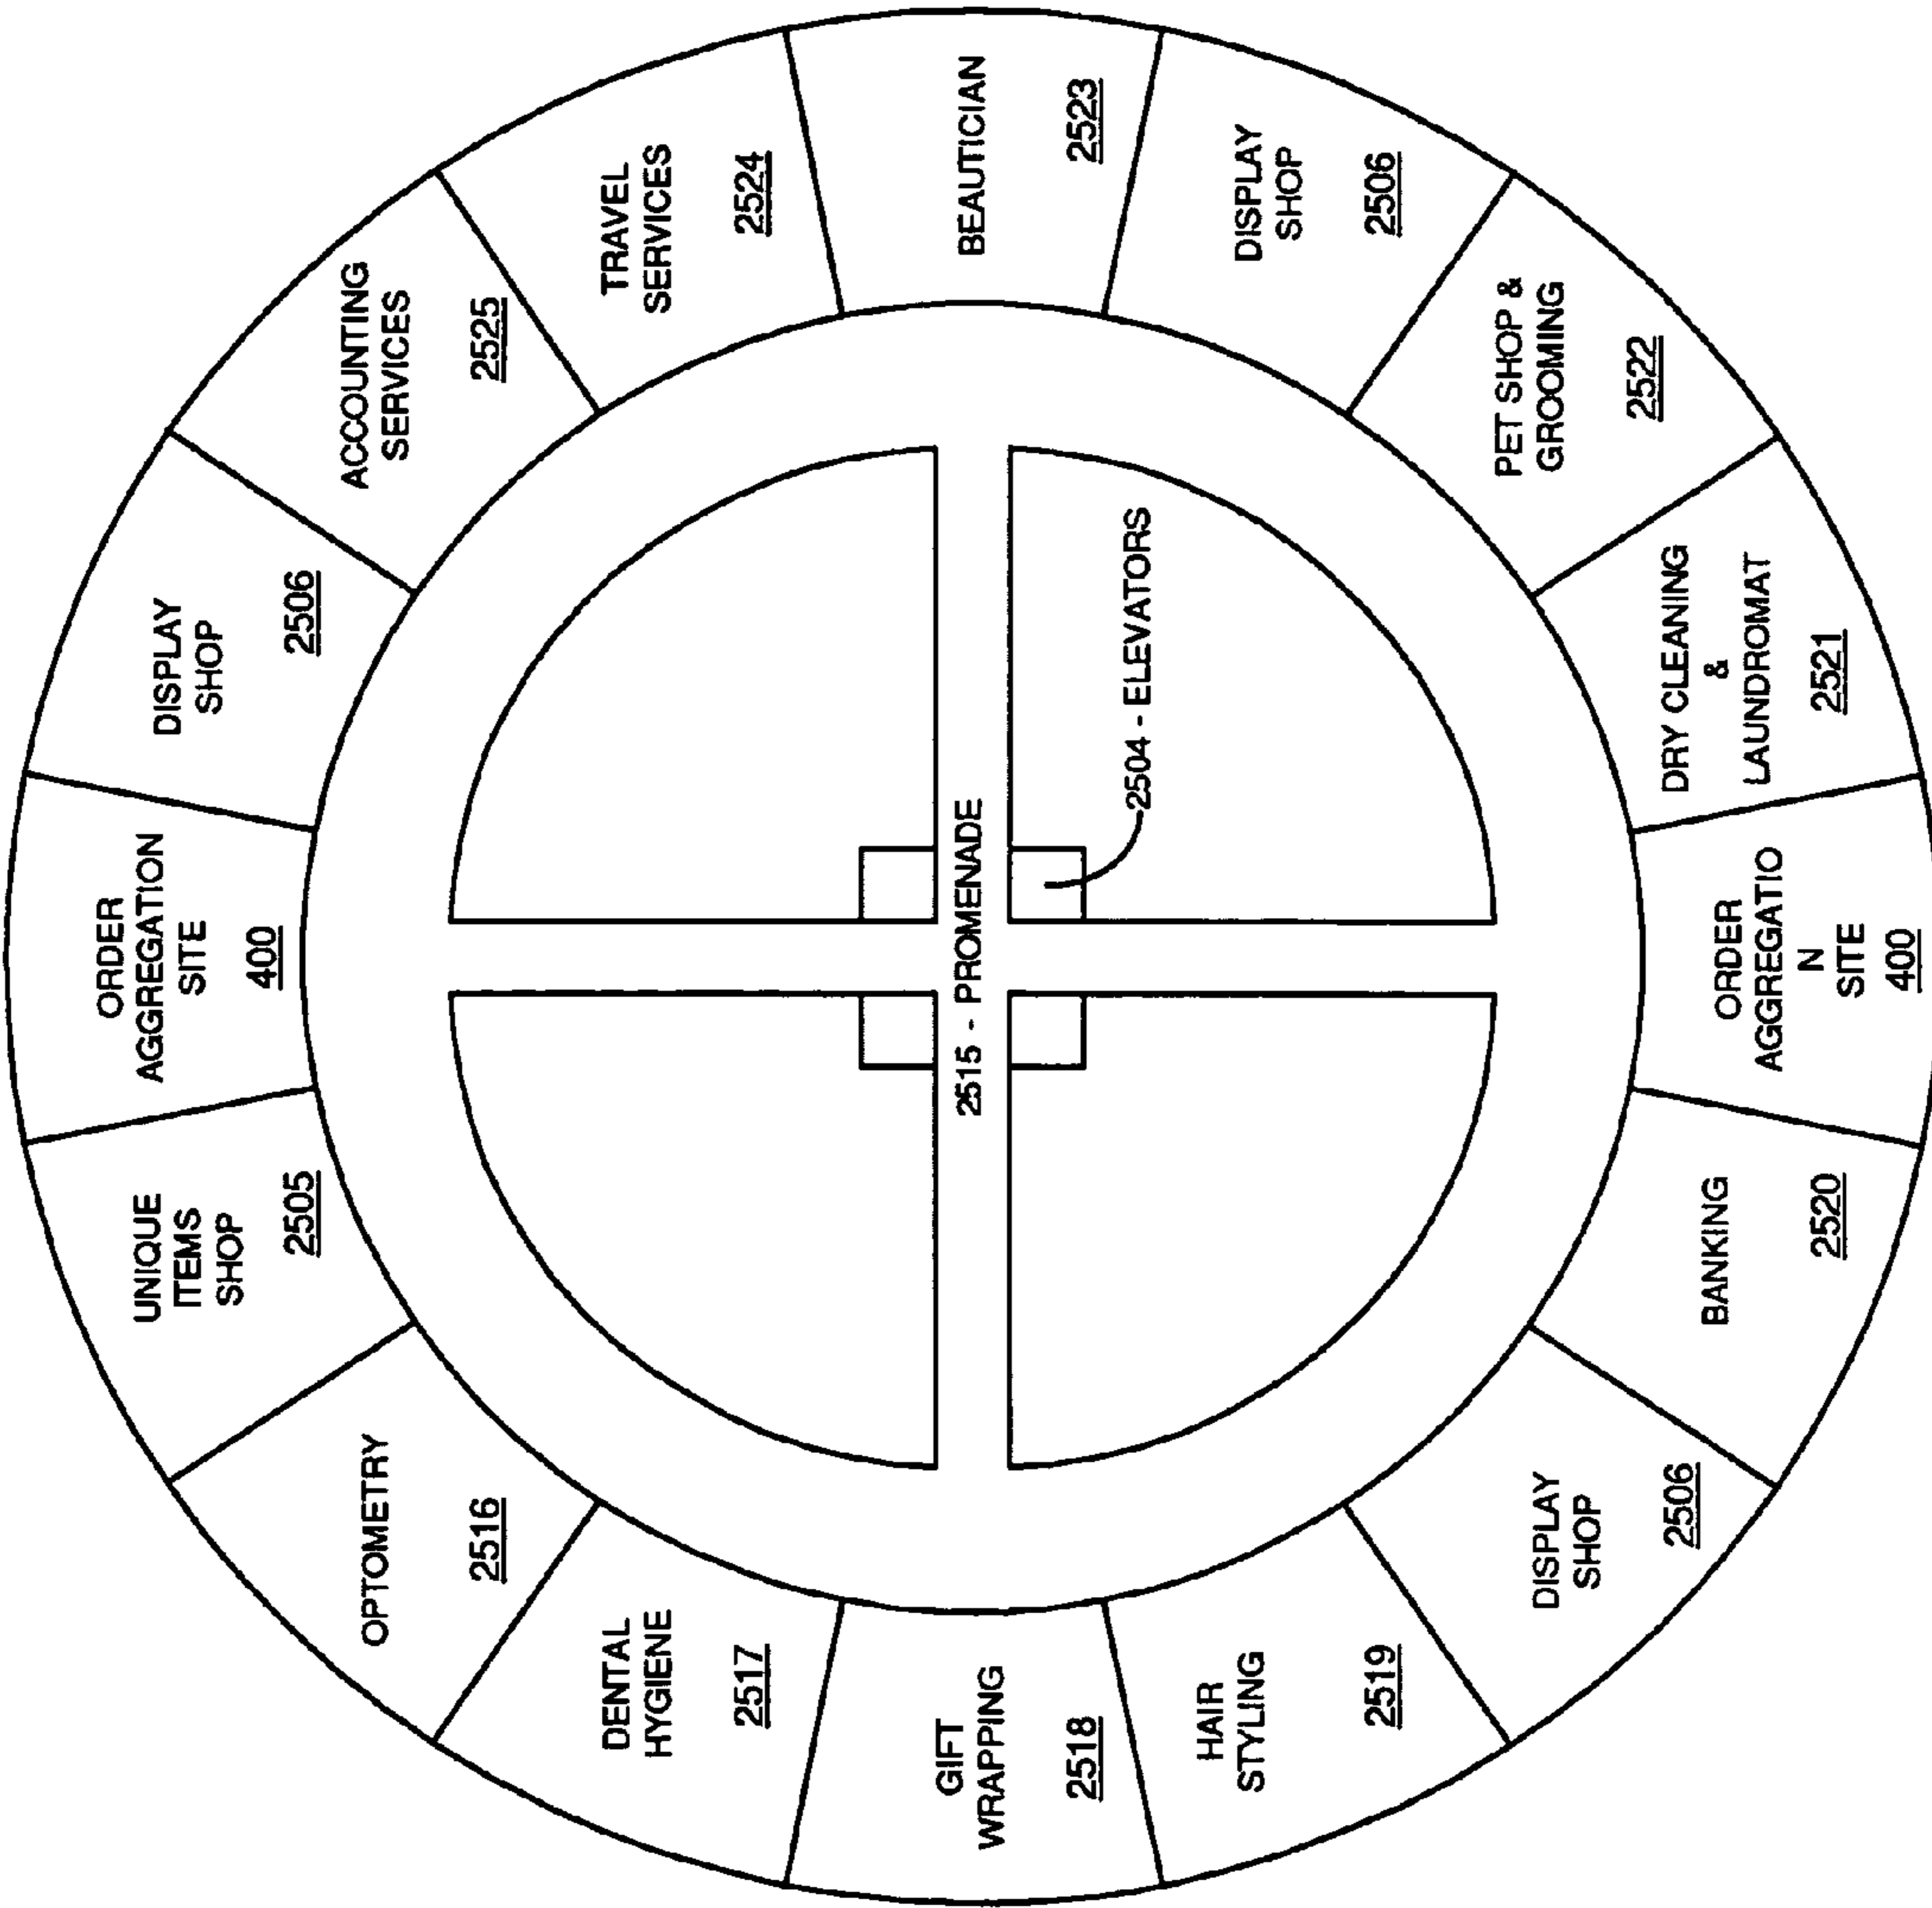 ORDER
AGGREGATION
SITE
400
DISPLAY
SHOP
2506
ACCOUNTING
SERVICES
2525
TRAVEL
SERVICES
2524
BEAUTICIAN
2523
DISPLAY
SHOP
2506
PET SHOP &
GROOMING
2522
DRY CLEANING
&
LAUNDROMAT
2521
ORDER
AGGREGATIO
N
SITE
400
BANKING
2520
DISPLAY
SHOP
2506
HAIR
STYLING
2519
GIFT
WRAPPING
2518
DENTAL
HYGIENE
2517
OPTOMETRY
2516
UNIQUE
ITEMS
SHOP
2505
2515 - PROMENADE
2504 - ELEVATORS